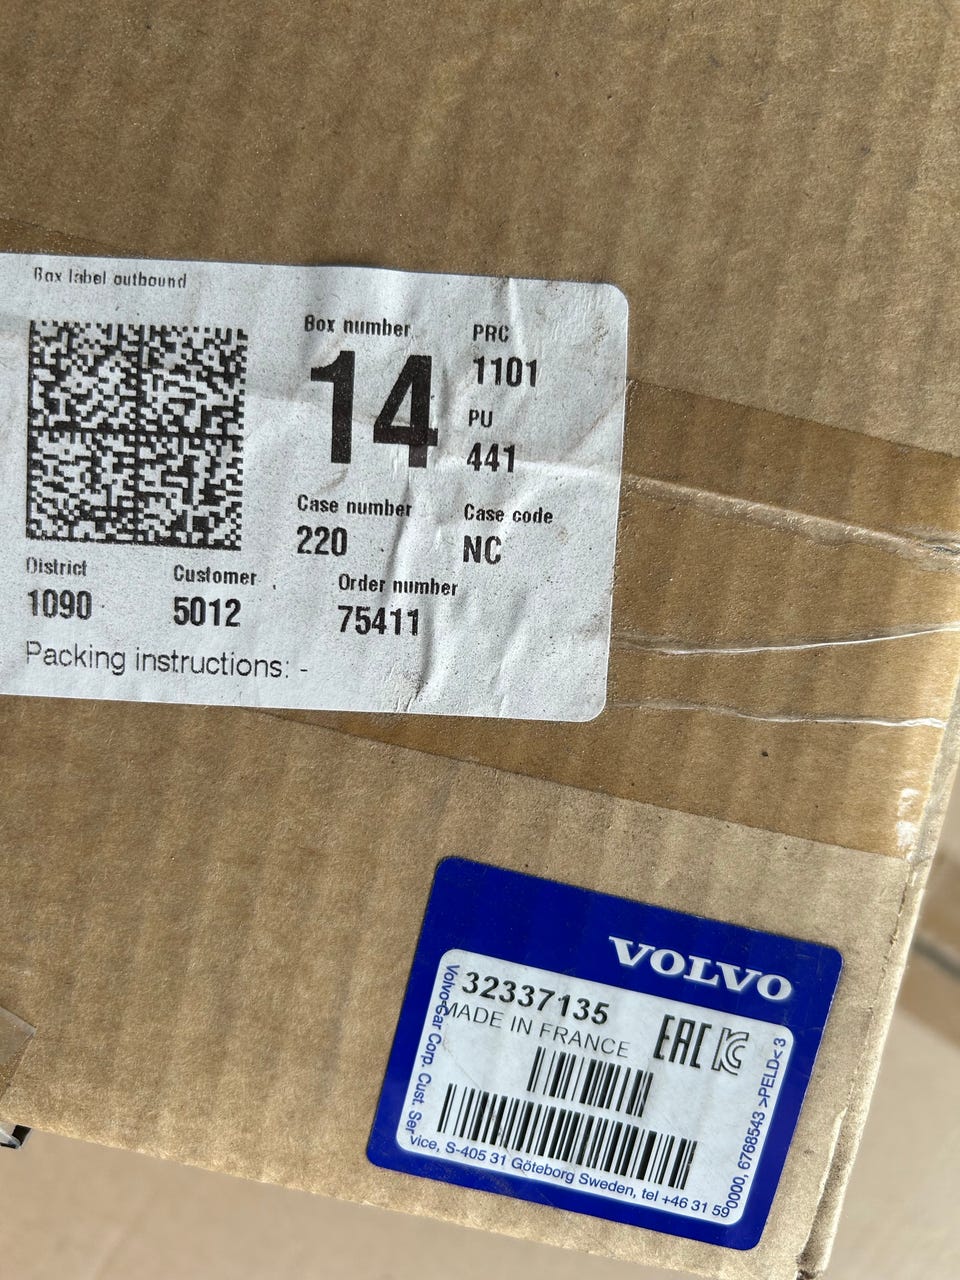 Box label outbound
Box number
14
PRC
1101
PU
441
Case number
220
Case code
NC
District
1090
Customer
5012
Order number
75411
Packing instructions: -
VOLVO
32337135
MADE IN FRANCE
EAC
KC
Volvo Car Corp. Cust. Service, S-405 31 Göteborg Sweden, tel +46 31 590000, 6768543 >PELD< 3